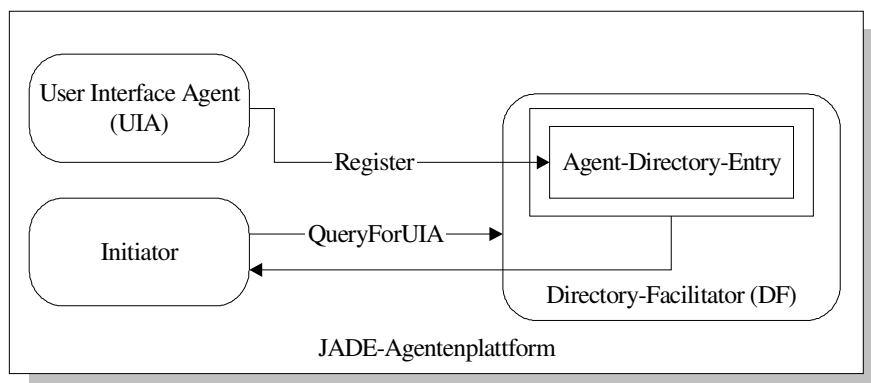 User Interface Agent
(UIA)
Register
Agent-Directory-Entry
Initiator
QueryForUIA
Directory-Facilitator (DF)
JADE-Agentenplattform